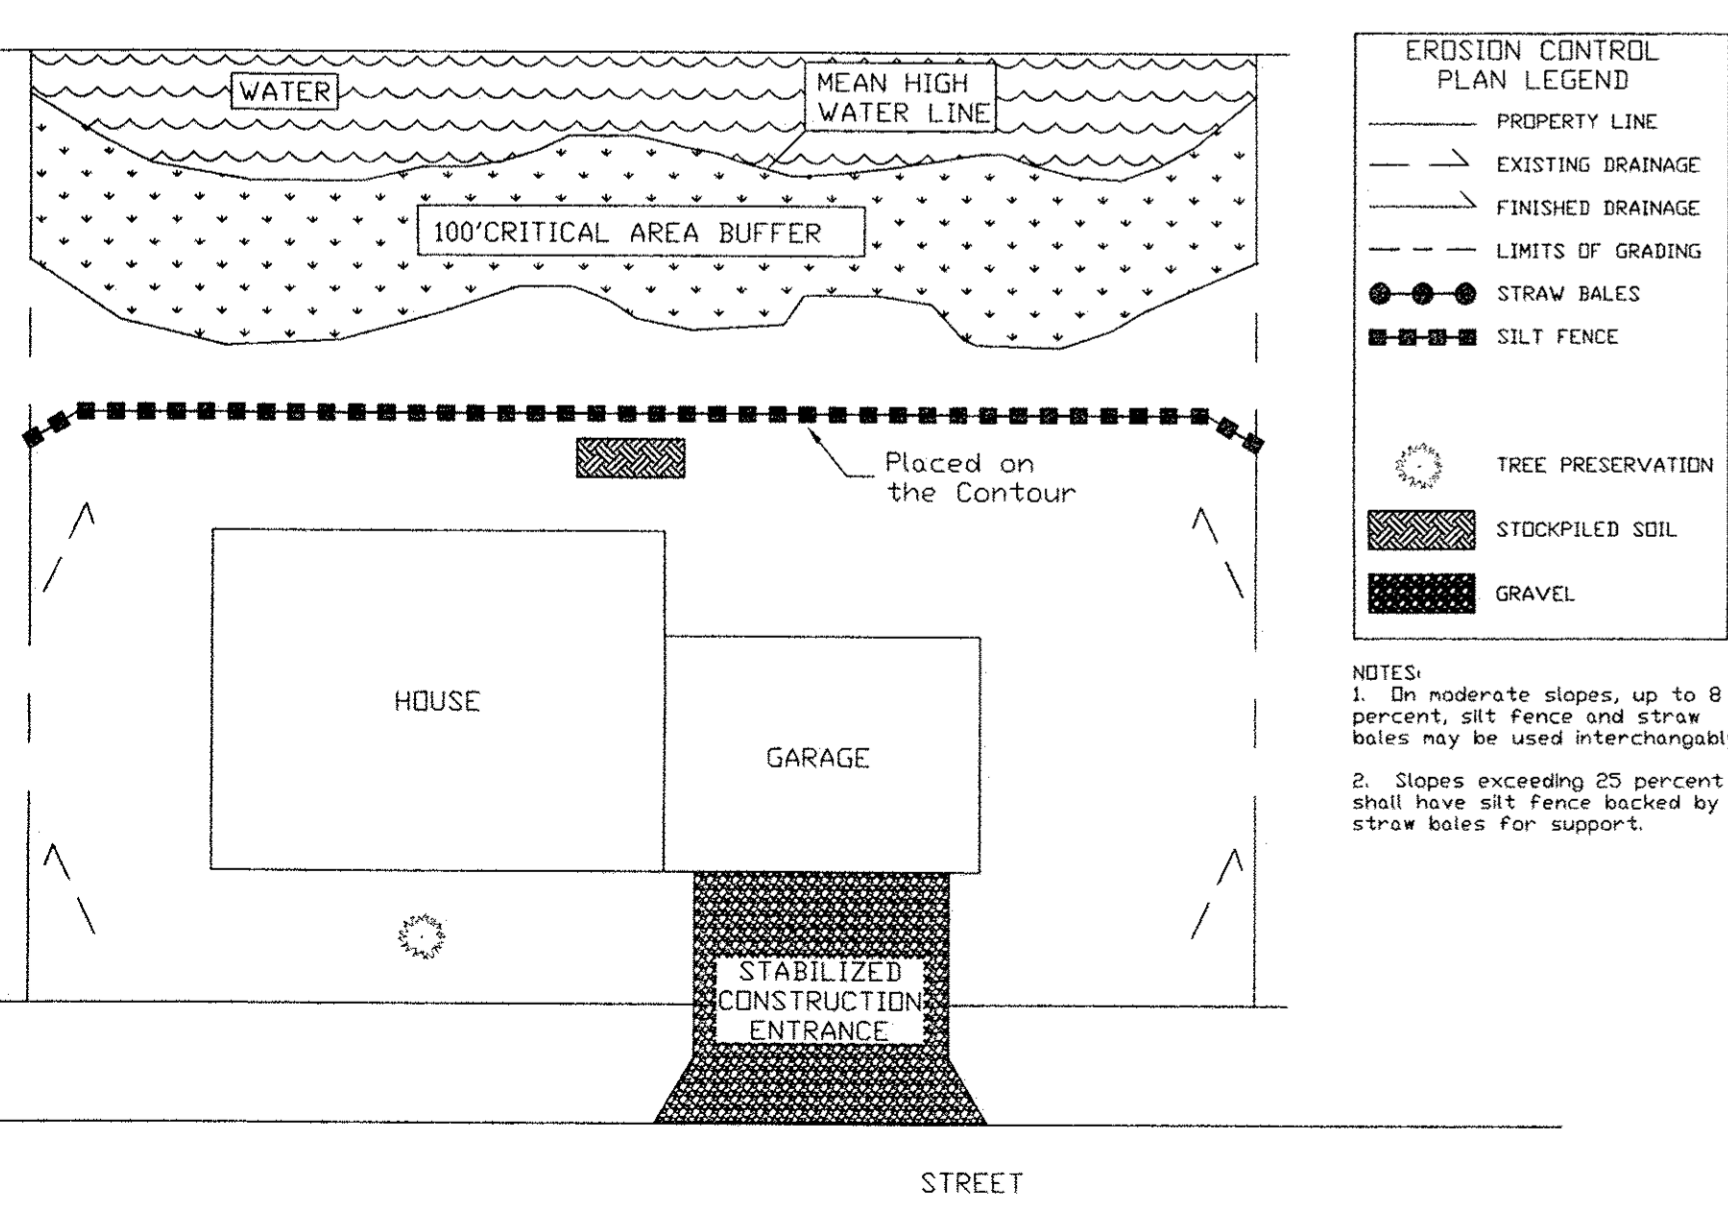 WATER
MEAN HIGH
WATER LINE
100'CRITICAL AREA BUFFER
Placed on
the Contour
HOUSE
GARAGE
STABILIZED
CONSTRUCTION
ENTRANCE
STREET
EROSION CONTROL
PLAN LEGEND
PROPERTY LINE
EXISTING DRAINAGE
FINISHED DRAINAGE
LIMITS OF GRADING
STRAW BALES
SILT FENCE
TREE PRESERVATION
STOCKPILED SOIL
GRAVEL
NOTES:
1. On moderate slopes, up to 8
percent, silt fence and straw
bales may be used interchangabl
2. Slopes exceeding 25 percent
shall have silt fence backed by
straw bales for support.